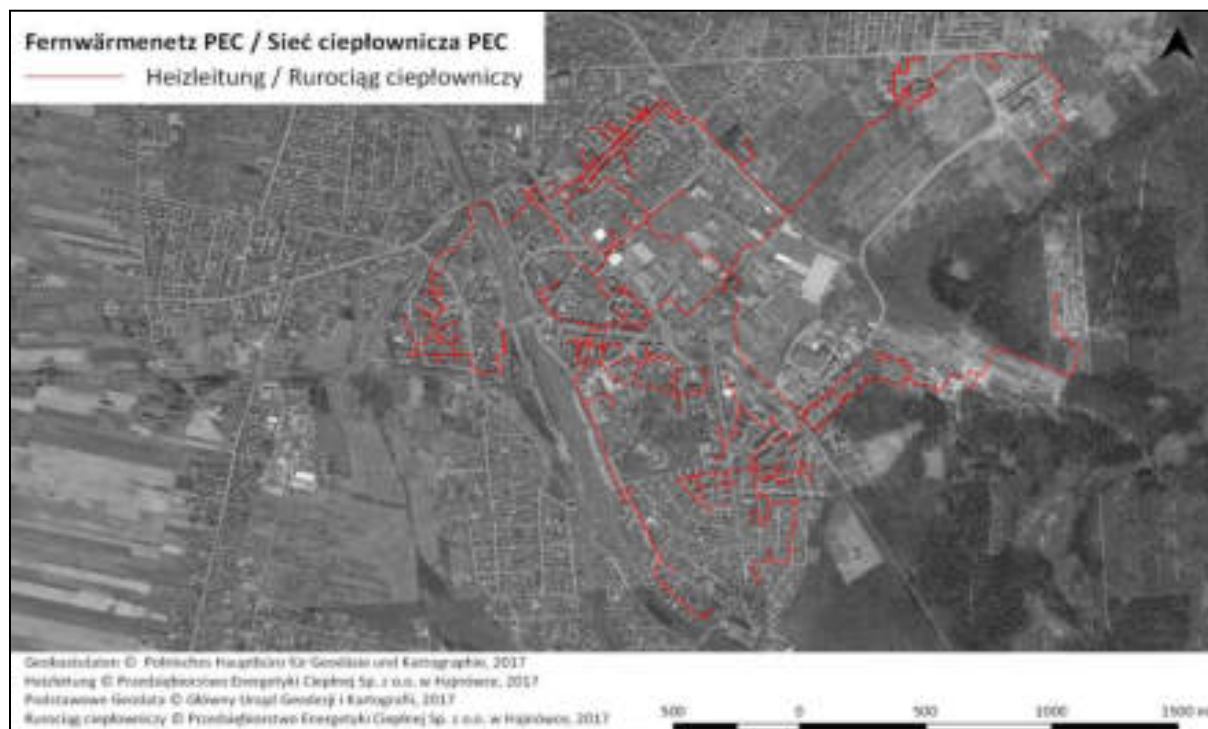 Fernwärmenetz PEC / Sieć ciepłownicza PEC
Heizleitung / Rurociąg ciepłowniczy
Geobasisdaten © Polnisches Hauptbüro für Geodäsie und Kartographie, 2017
Heizleitung © Przedsiębiorstwo Energetyki Cieplnej Sp. z o.o. w Hajnówce, 2017
Podstawowe Geodata © Główny Urząd Geodezji i Kartografii, 2017
Rurociąg ciepłowniczy © Przedsiębiorstwo Energetyki Cieplnej Sp. z o.o. w Hajnówce, 2017
500 0 500 1000 1500 m